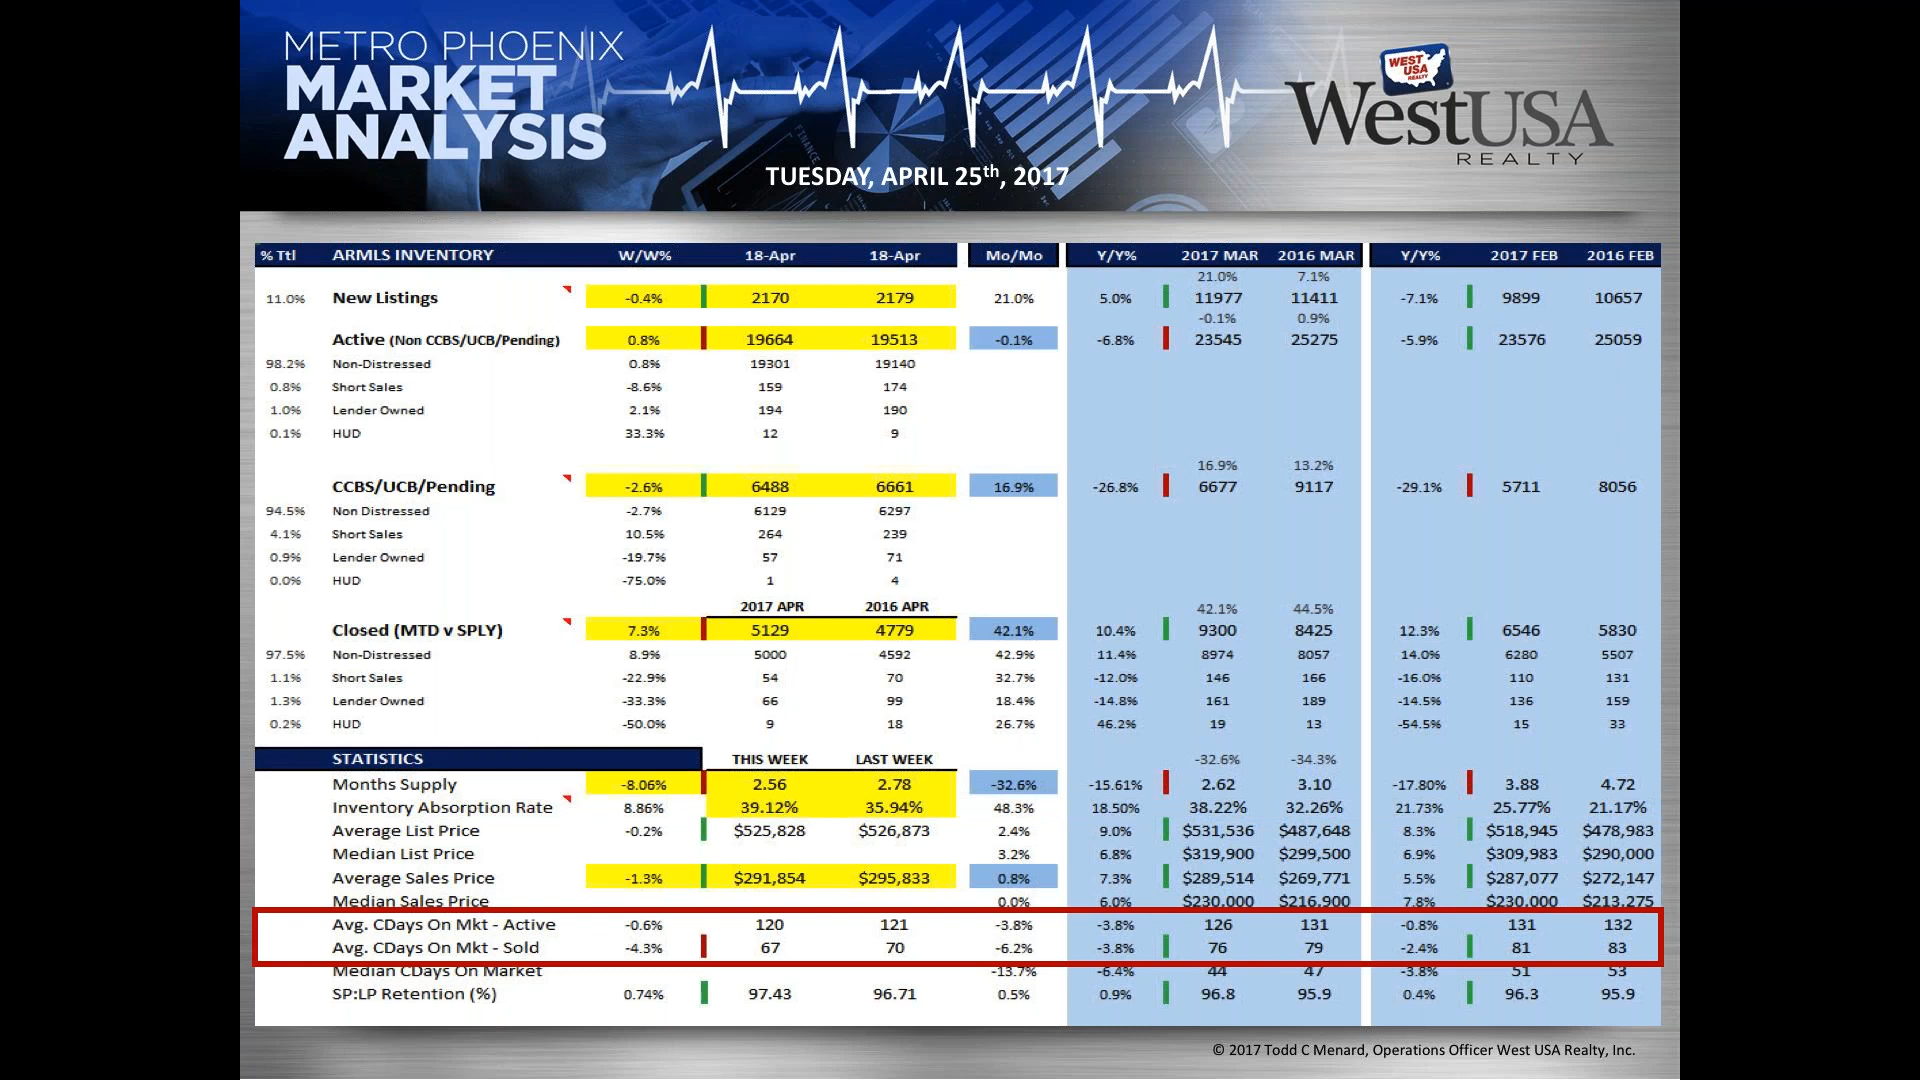 METRO PHOENIX
MARKET
ANALYSIS
TUESDAY, APRIL 25th, 2017
WEST
USA
REALTY
WestUSA
REALTY
% Ttl ARMLS INVENTORY W/W% 18-Apr 18-Apr Mo/Mo Y/Y% 2017 MAR 2016 MAR Y/Y% 2017 FEB 2016 FEB
21.0% 7.1%
11.0% New Listings -0.4% 2170 2179 21.0% 5.0% 11977 11411 -7.1% 9899 10657
-0.1% 0.9%
Active (Non CCBS/UCB/Pending) 0.8% 19664 19513 -0.1% -6.8% 23545 25275 -5.9% 23576 25059
98.2% Non-Distressed 0.8% 19301 19140
0.8% Short Sales -8.6% 159 174
1.0% Lender Owned 2.1% 194 190
0.1% HUD 33.3% 12 9
16.9% 13.2%
CCBS/UCB/Pending -2.6% 6488 6661 16.9% -26.8% 6677 9117 -29.1% 5711 8056
94.5% Non Distressed -2.7% 6129 6297
4.1% Short Sales 10.5% 264 239
0.9% Lender Owned -19.7% 57 71
0.0% HUD -75.0% 1 4
2017 APR 2016 APR 42.1% 44.5%
Closed (MTD v SPLY) 7.3% 5129 4779 42.1% 10.4% 9300 8425 12.3% 6546 5830
97.5% Non-Distressed 8.9% 5000 4592 42.9% 11.4% 8974 8057 14.0% 6280 5507
1.1% Short Sales -22.9% 54 70 32.7% -12.0% 146 166 -16.0% 110 131
1.3% Lender Owned -33.3% 66 99 18.4% -14.8% 161 189 -14.5% 136 159
0.2% HUD -50.0% 9 18 26.7% 46.2% 19 13 -54.5% 15 33
STATISTICS THIS WEEK LAST WEEK -32.6% -34.3%
Months Supply -8.06% 2.56 2.78 -32.6% -15.61% 2.62 3.10 -17.80% 3.88 4.72
Inventory Absorption Rate 8.86% 39.12% 35.94% 48.3% 18.50% 38.22% 32.26% 21.73% 25.77% 21.17%
Average List Price -0.2% $525,828 $526,873 2.4% 9.0% $531,536 $487,648 8.3% $518,945 $478,983
Median List Price 3.2% 6.8% $319,900 $299,500 6.9% $309,983 $290,000
Average Sales Price -1.3% $291,854 $295,833 0.8% 7.3% $289,514 $269,771 5.5% $287,077 $272,147
Median Sales Price 0.0% 6.0% $230,000 $216,900 7.8% $230,000 $213,275
Avg. CDays On Mkt - Active -0.6% 120 121 -3.8% -3.8% 126 131 -0.8% 131 132
Avg. CDays On Mkt - Sold -4.3% 67 70 -6.2% -3.8% 76 79 -2.4% 81 83
Median CDays On Market -13.7% -6.4% 44 47 -3.8% 51 53
SP:LP Retention (%) 0.74% 97.43 96.71 0.5% 0.9% 96.8 95.9 0.4% 96.3 95.9
© 2017 Todd C Menard, Operations Officer West USA Realty, Inc.